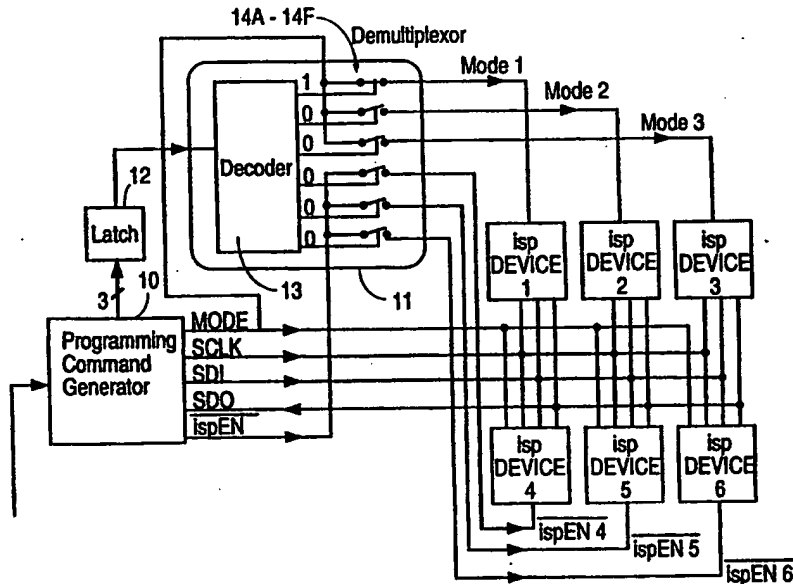 14A - 14F
Demultiplexor
Mode 1
Mode 2
Mode 3
1
0
0
0
0
0
Decoder
12
Latch
13
11
3
10
Programming
Command
Generator
MODE
SCLK
SDI
SDO
ispEN
isp
DEVICE
1
isp
DEVICE
2
isp
DEVICE
3
isp
DEVICE
4
isp
DEVICE
5
isp
DEVICE
6
ispEN 4
ispEN 5
ispEN 6